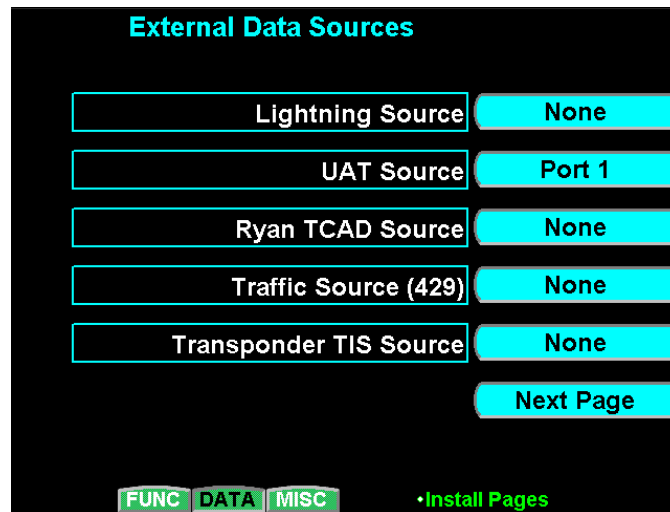 External Data Sources
Lightning Source None
UAT Source Port 1
Ryan TCAD Source None
Traffic Source (429) None
Transponder TIS Source None
Next Page
FUNC DATA MISC •Install Pages